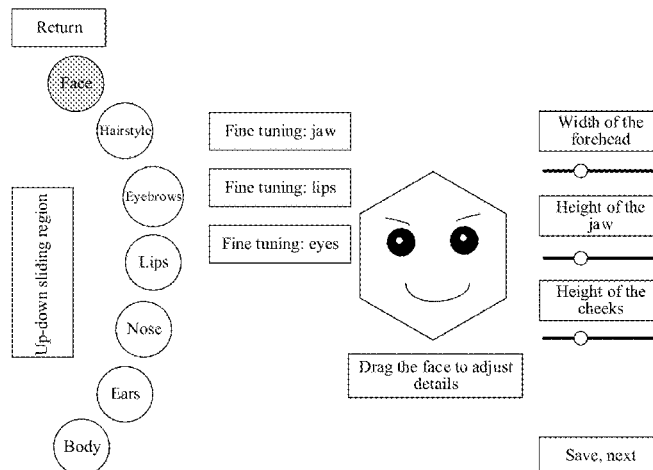 Return
Face
Hairstyle
Eyebrows
Lips
Nose
Ears
Body
Up-down sliding region
Fine tuning: jaw
Fine tuning: lips
Fine tuning: eyes
Drag the face to adjust
details
Width of the
forehead
Height of the
jaw
Height of the
cheeks
Save, next